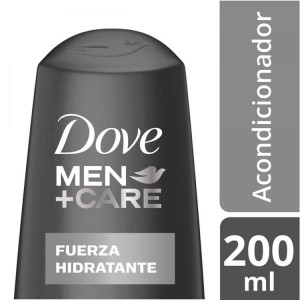 Dove
MEN
+CARE
FUERZA
HIDRATANTE
Acondicionador
200
ml